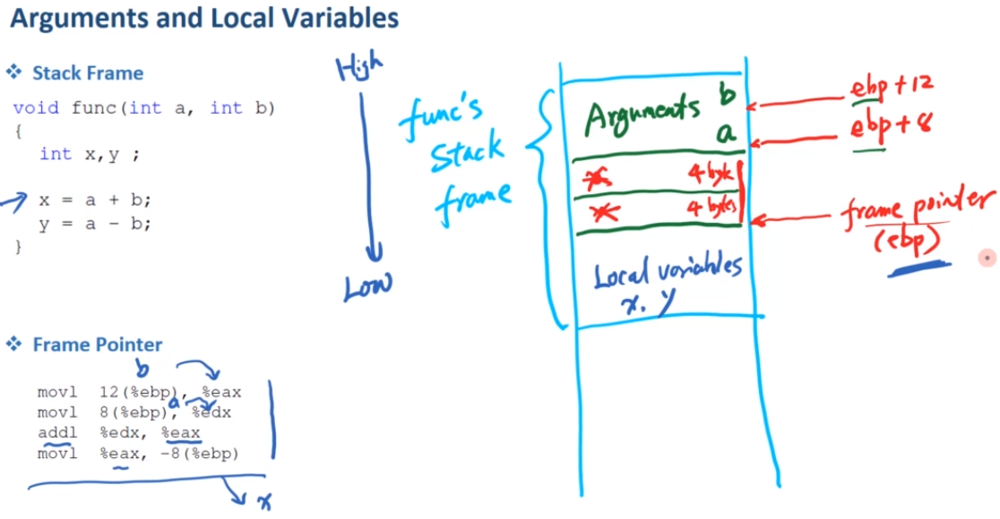 Arguments and Local Variables
❖ Stack Frame
void func(int a, int b)
{
int x,y ;
x = a + b;
y = a - b;
}
❖ Frame Pointer
b
movl 12(%ebp), %eax
a
movl 8(%ebp), %edx
addl %edx, %eax
movl %eax, -8(%ebp)
x
High
Low
func's
stack
frame
Arguments b
a
4 byte
4 bytes
Local variables
x, y
ebp + 12
ebp + 8
frame pointer
(ebp)